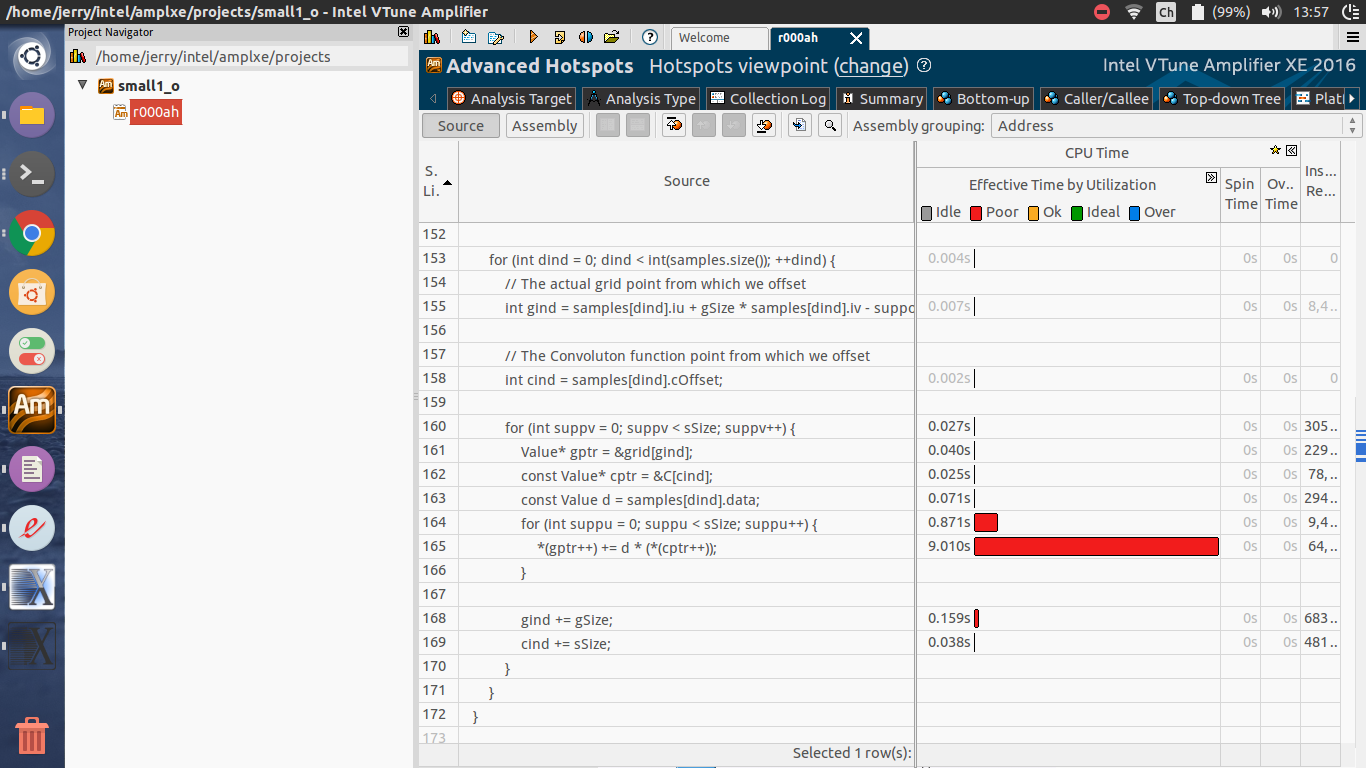 /home/jerry/intel/amplxe/projects/small1_o - Intel VTune Amplifier
Ch (99%) 13:57
Project Navigator
/home/jerry/intel/amplxe/projects
small1_o
r000ah
Welcome r000ah
Advanced Hotspots Hotspots viewpoint (change) Intel VTune Amplifier XE 2016
Analysis Target Analysis Type Collection Log Summary Bottom-up Caller/Callee Top-down Tree Platf
Source Assembly Assembly grouping: Address
S. Li. Source
CPU Time
Effective Time by Utilization
Idle Poor Ok Ideal Over
Spin Time Ov.. Time Ins... Re...
152
153 for (int dind = 0; dind < int(samples.size()); ++dind) { 0.004s 0s 0s 0
154 // The actual grid point from which we offset
155 int gind = samples[dind].iu + gSize * samples[dind].iv - suppo 0.007s 0s 0s 8,4..
156
157 // The Convoluton function point from which we offset
158 int cind = samples[dind].cOffset; 0.002s 0s 0s 0
159
160 for (int suppv = 0; suppv < sSize; suppv++) { 0.027s 0s 0s 305..
161 Value* gptr = &grid[gind]; 0.040s 0s 0s 229..
162 const Value* cptr = &C[cind]; 0.025s 0s 0s 78,..
163 const Value d = samples[dind].data; 0.071s 0s 0s 294..
164 for (int suppu = 0; suppu < sSize; suppu++) { 0.871s 0s 0s 9,4..
165 *(gptr++) += d * (*(cptr++)); 9.010s 0s 0s 64,..
166 }
167
168 gind += gSize; 0.159s 0s 0s 683..
169 cind += sSize; 0.038s 0s 0s 481..
170 }
171 }
172 }
173
Selected 1 row(s):